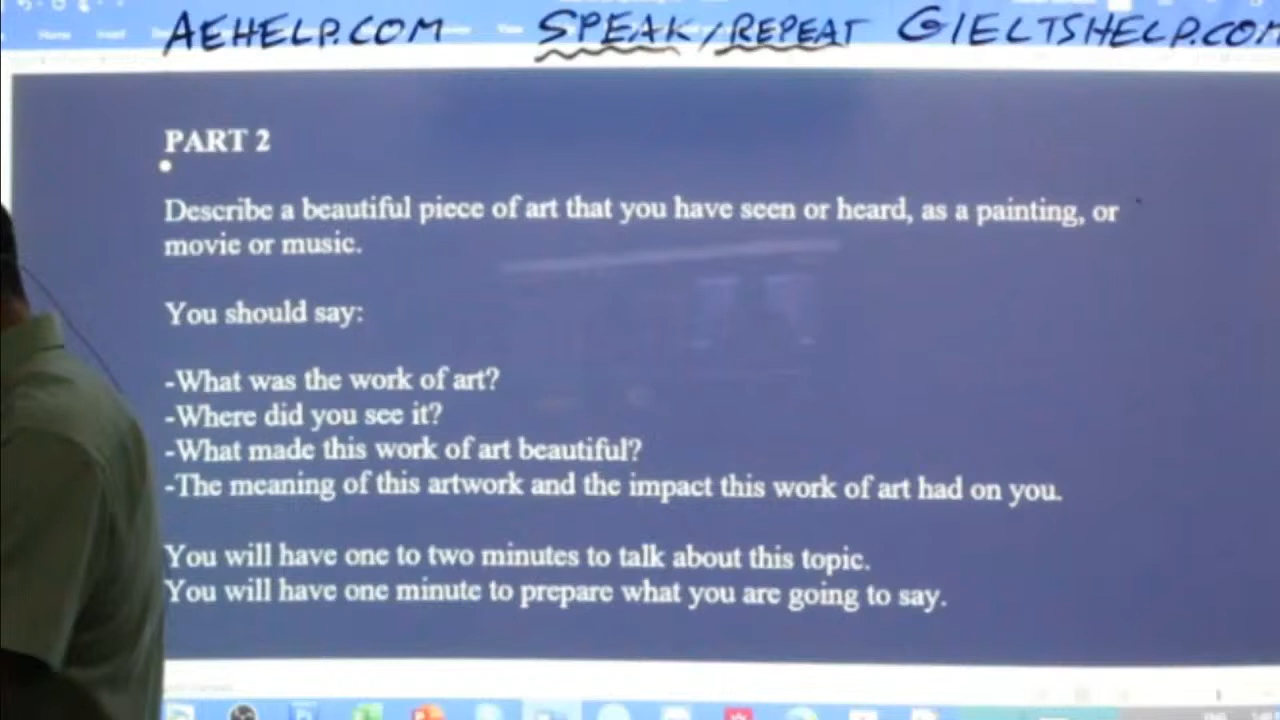 AEHELP.COM SPEAK/REPEAT GIELTSHELP.COM
Home Insert
PART 2
Describe a beautiful piece of art that you have seen or heard, as a painting, or
movie or music.
You should say:
-What was the work of art?
-Where did you see it?
-What made this work of art beautiful?
-The meaning of this artwork and the impact this work of art had on you.
You will have one to two minutes to talk about this topic.
You will have one minute to prepare what you are going to say.